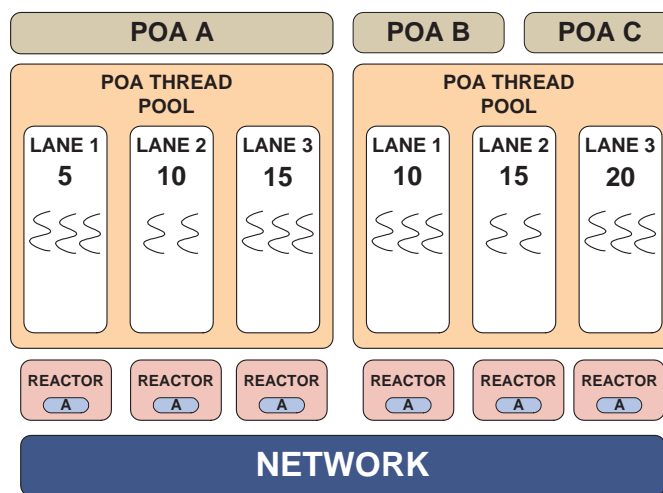 POA A
POA B
POA C
POA THREAD
POOL
LANE 1
5
LANE 2
10
LANE 3
15
POA THREAD
POOL
LANE 1
10
LANE 2
15
LANE 3
20
REACTOR
A
REACTOR
A
REACTOR
A
REACTOR
A
REACTOR
A
REACTOR
A
NETWORK